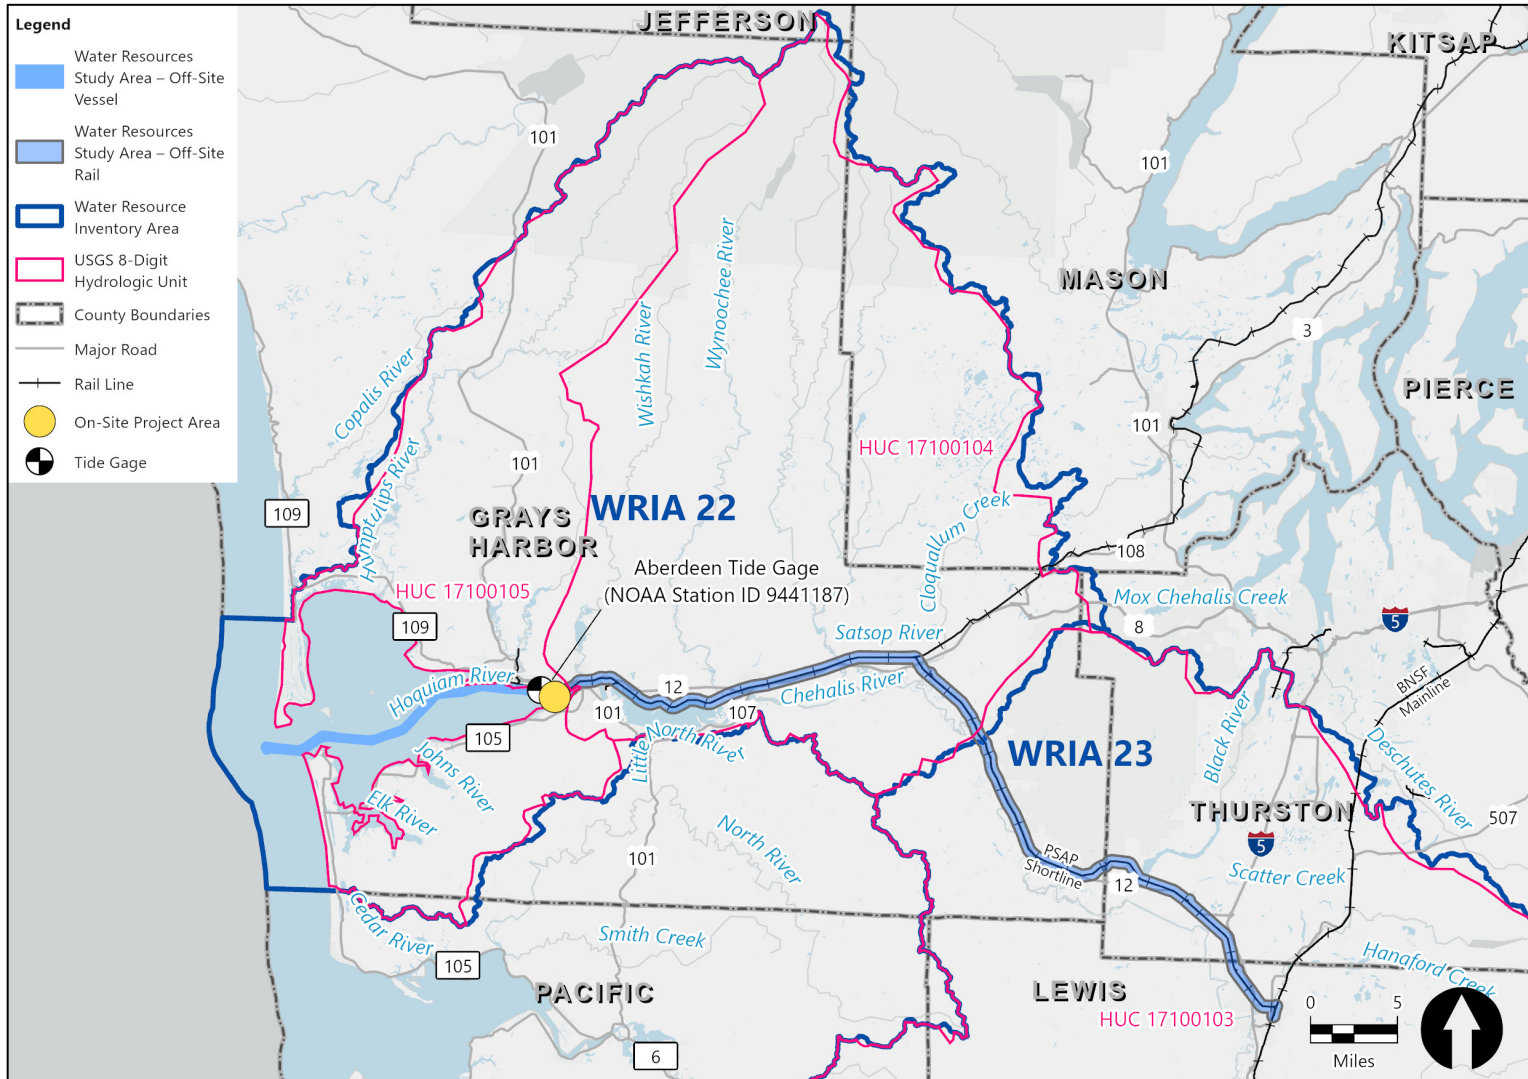 Legend
Water Resources
Study Area – Off-Site
Vessel
Water Resources
Study Area – Off-Site
Rail
Water Resource
Inventory Area
USGS 8-Digit
Hydrologic Unit
County Boundaries
Major Road
Rail Line
On-Site Project Area
Tide Gage
JEFFERSON
KITSAP
101
101
MASON
3
Wynoochee River
Wishkah River
Copalis River
PIERCE
101
HUC 17100104
Humptulips River
101
109
WRIA 22
GRAYS
HARBOR
Cloquallum Creek
108
Aberdeen Tide Gage
(NOAA Station ID 9441187)
HUC 17100105
Mox Chehalis Creek
109
8
5
Satsop River
Hoquiam River
12
Chehalis River
BNSF
Mainline
101
107
105
Little North River
Black River
Johns River
WRIA 23
Deschutes River
Elk River
THURSTON
507
5
North River
101
PSAP
Shortline
12
Scatter Creek
Cedar River
Smith Creek
105
Hanaford Creek
PACIFIC
LEWIS
HUC 17100103
0 5
Miles
6